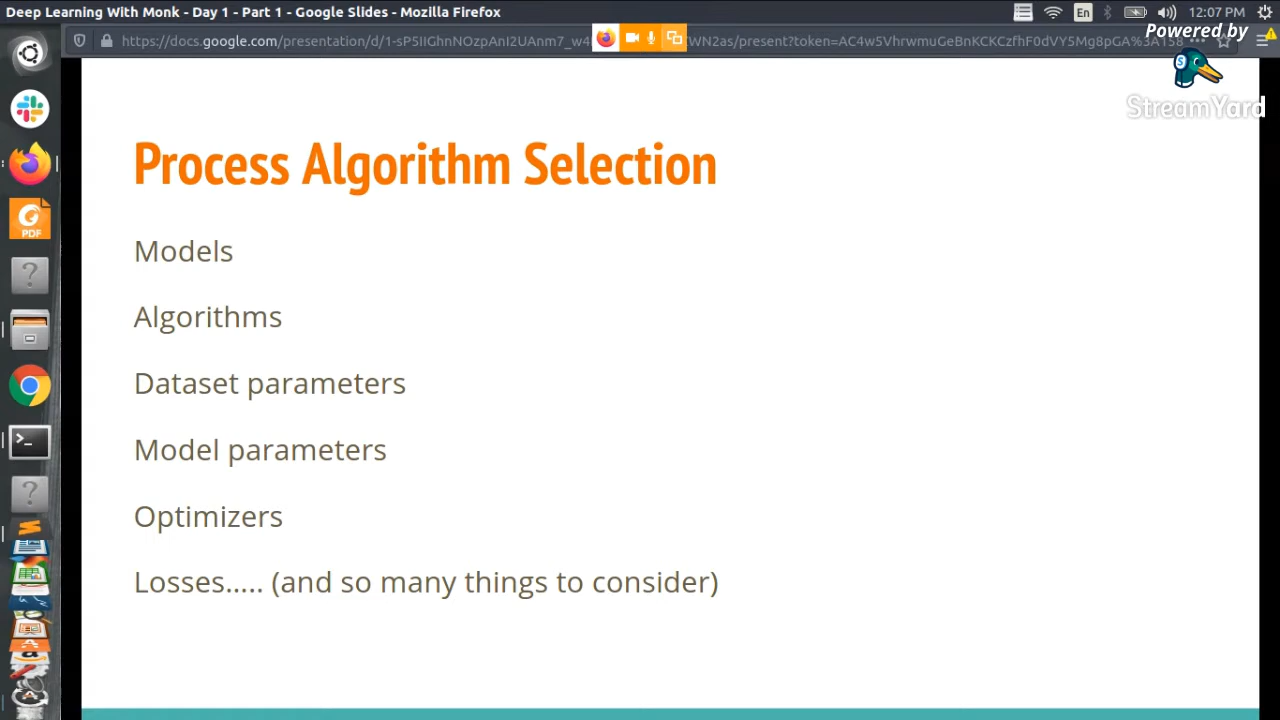 Deep Learning With Monk - Day 1 - Part 1 - Google Slides - Mozilla Firefox
En
12:07 PM
Powered by
StreamYard
Process Algorithm Selection
Models
Algorithms
Dataset parameters
Model parameters
Optimizers
Losses..... (and so many things to consider)
PDF